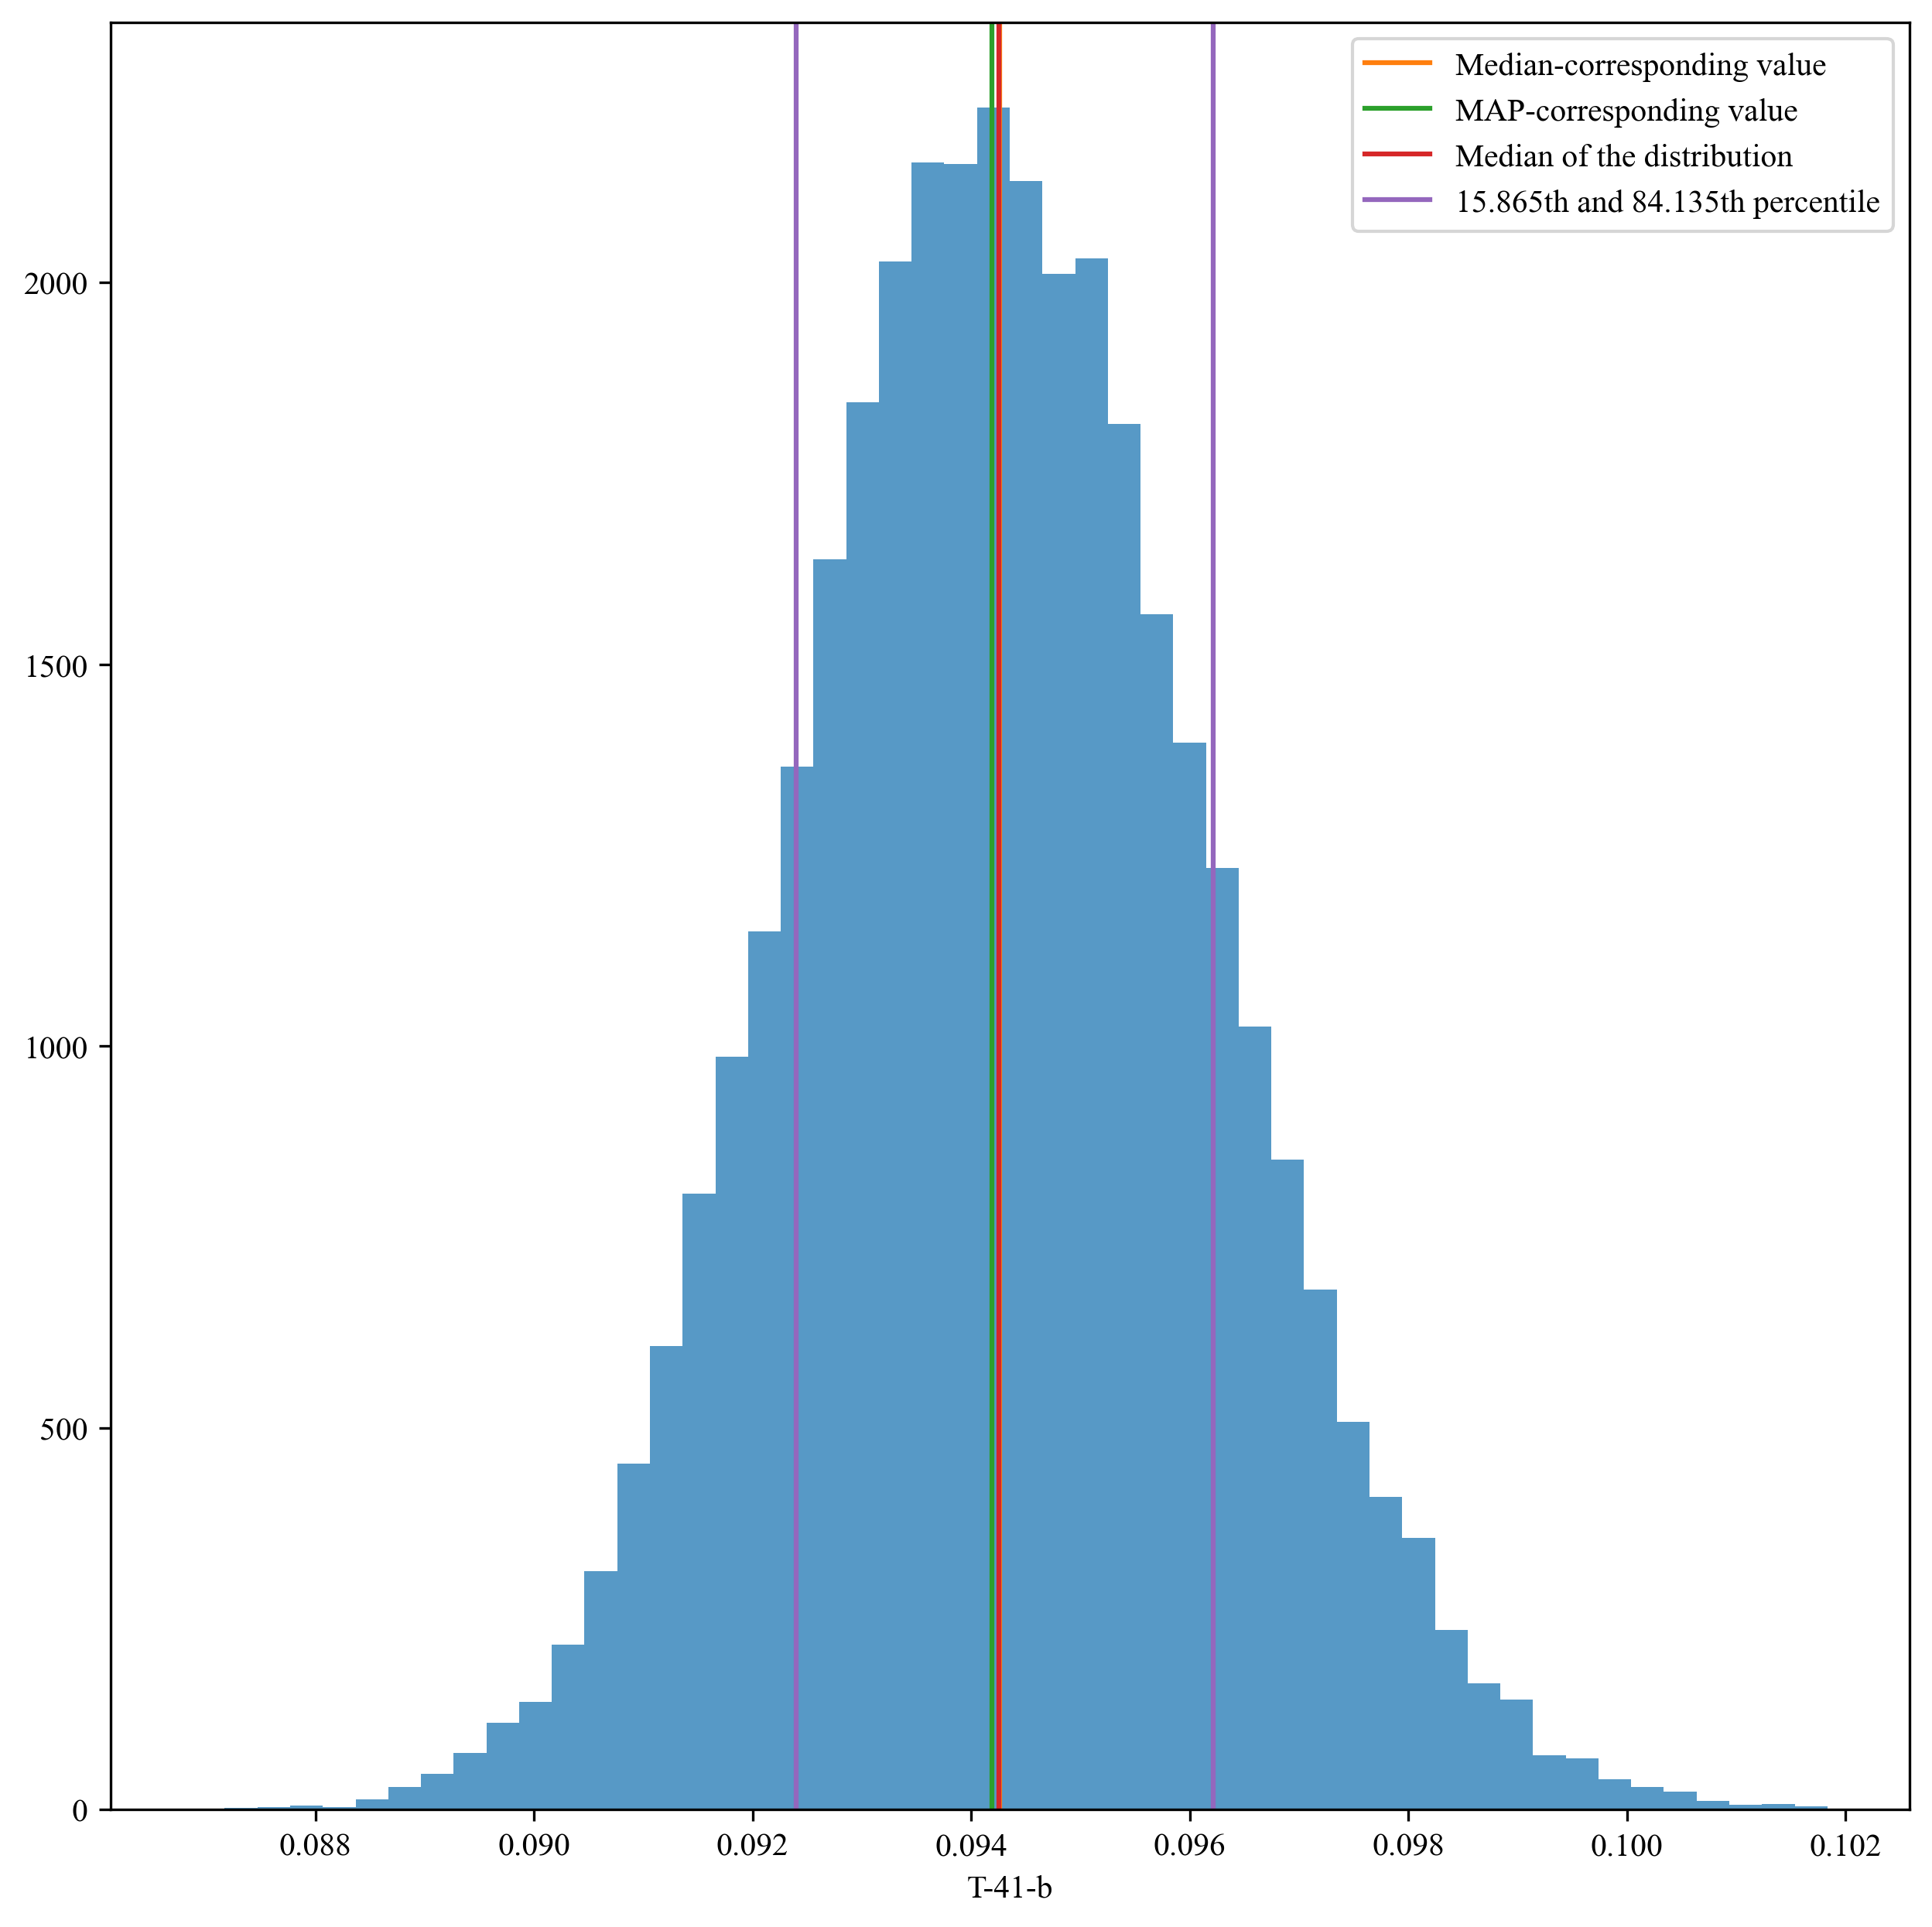 Median-corresponding value
MAP-corresponding value
Median of the distribution
15.865th and 84.135th percentile
2000
1500
1000
500
0
0.088 0.090 0.092 0.094 0.096 0.098 0.100 0.102
T-41-b